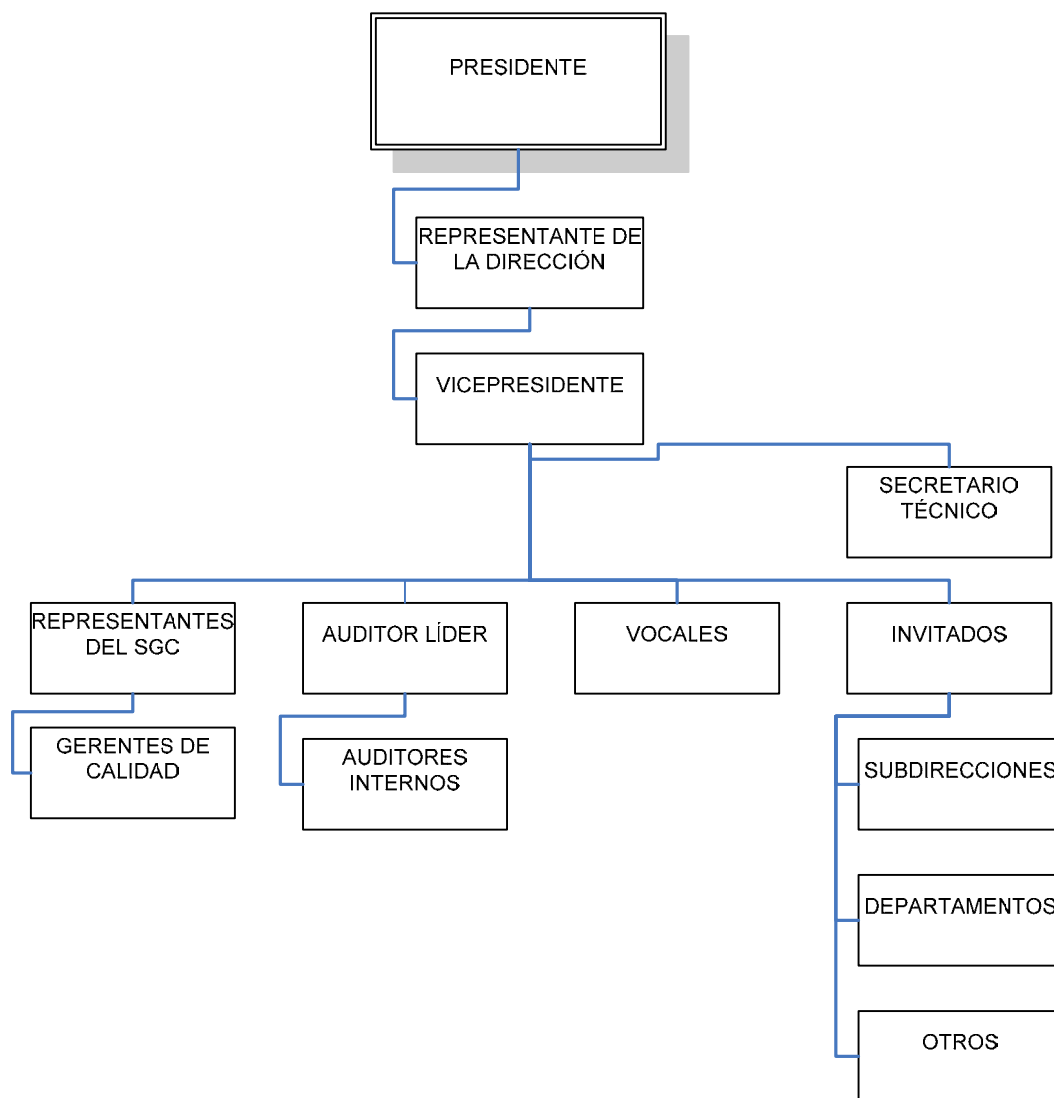 PRESIDENTE
REPRESENTANTE DE
LA DIRECCIÓN
VICEPRESIDENTE
SECRETARIO
TÉCNICO
REPRESENTANTES
DEL SGC
AUDITOR LÍDER
VOCALES
INVITADOS
GERENTES DE
CALIDAD
AUDITORES
INTERNOS
SUBDIRECCIONES
DEPARTAMENTOS
OTROS